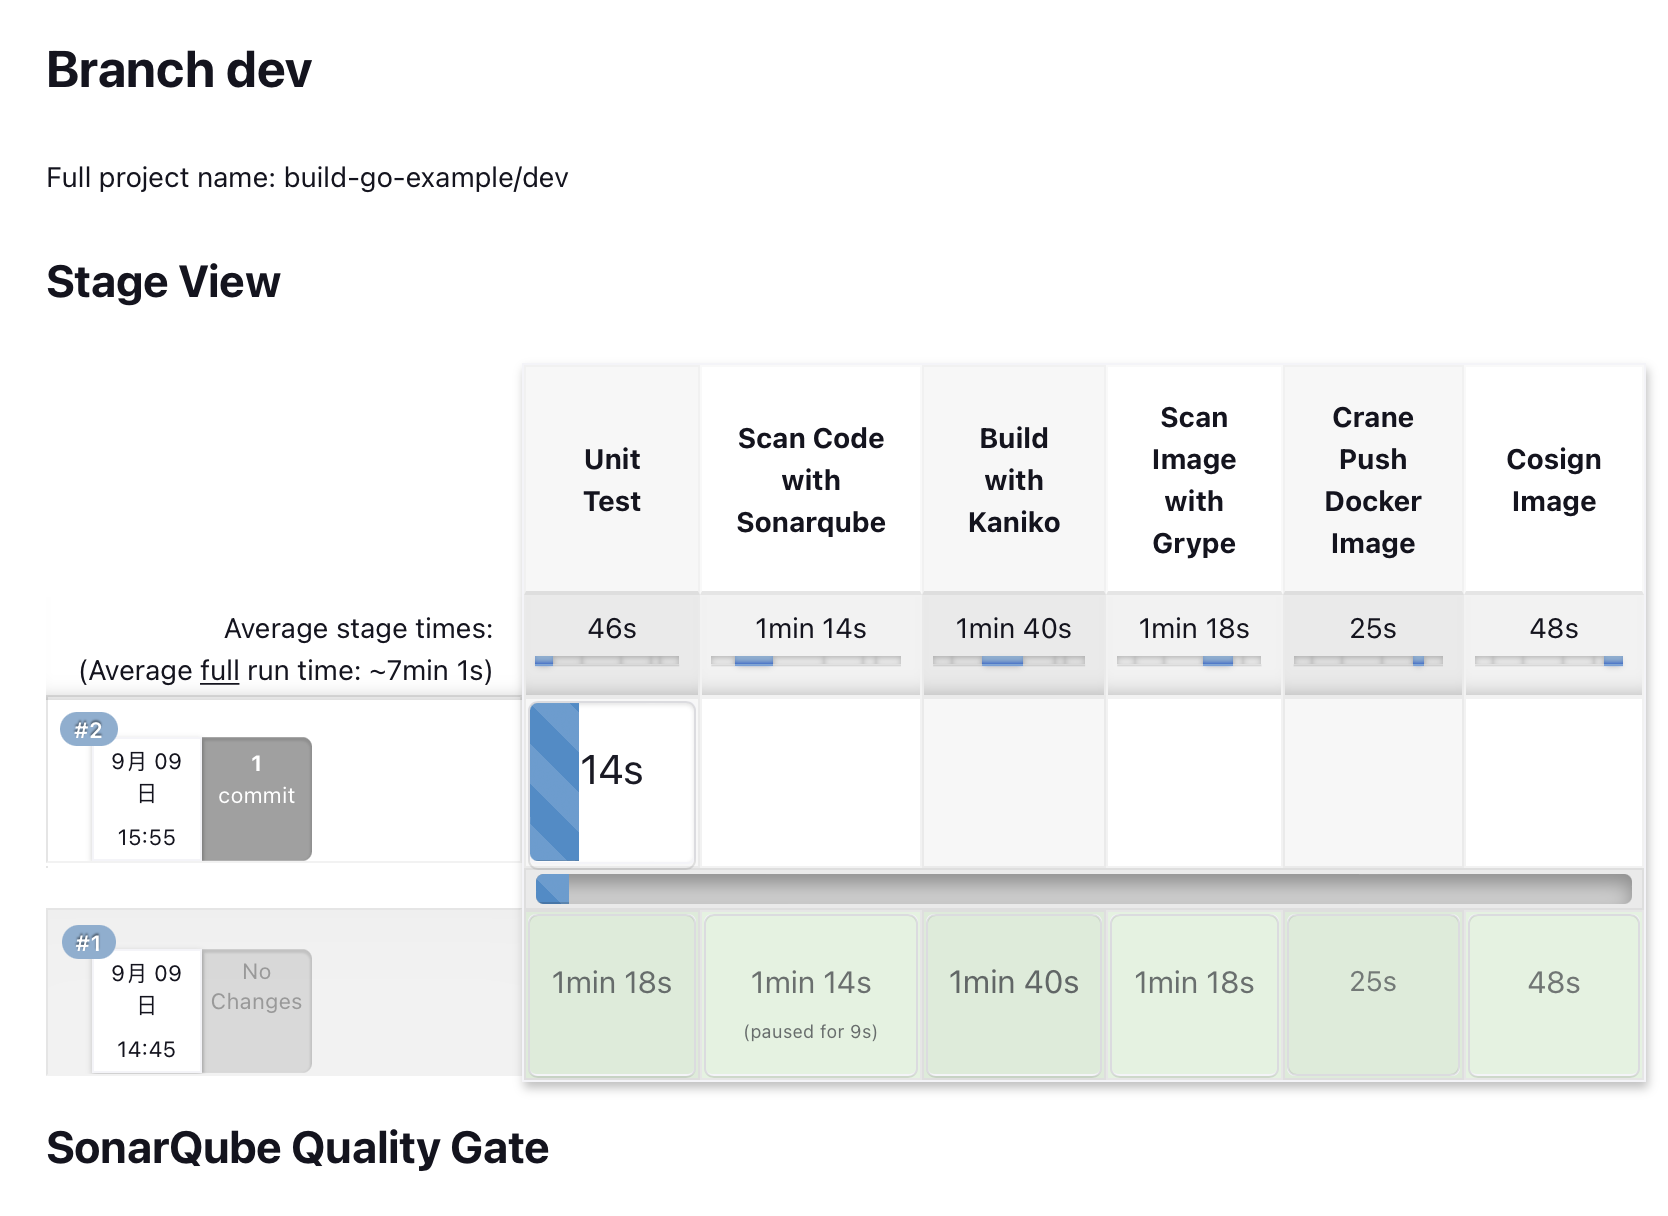 Branch dev
Full project name: build-go-example/dev
Stage View
Unit
Test
Scan Code
with
Sonarqube
Build
with
Kaniko
Scan
Image
with
Grype
Crane
Push
Docker
Image
Cosign
Image
Average stage times:
(Average full run time: ~7min 1s)
46s
1min 14s
1min 40s
1min 18s
25s
48s
#2
9月 09
日
15:55
1
commit
14s
#1
9月 09
日
14:45
No
Changes
1min 18s
1min 14s
(paused for 9s)
1min 40s
1min 18s
25s
48s
SonarQube Quality Gate